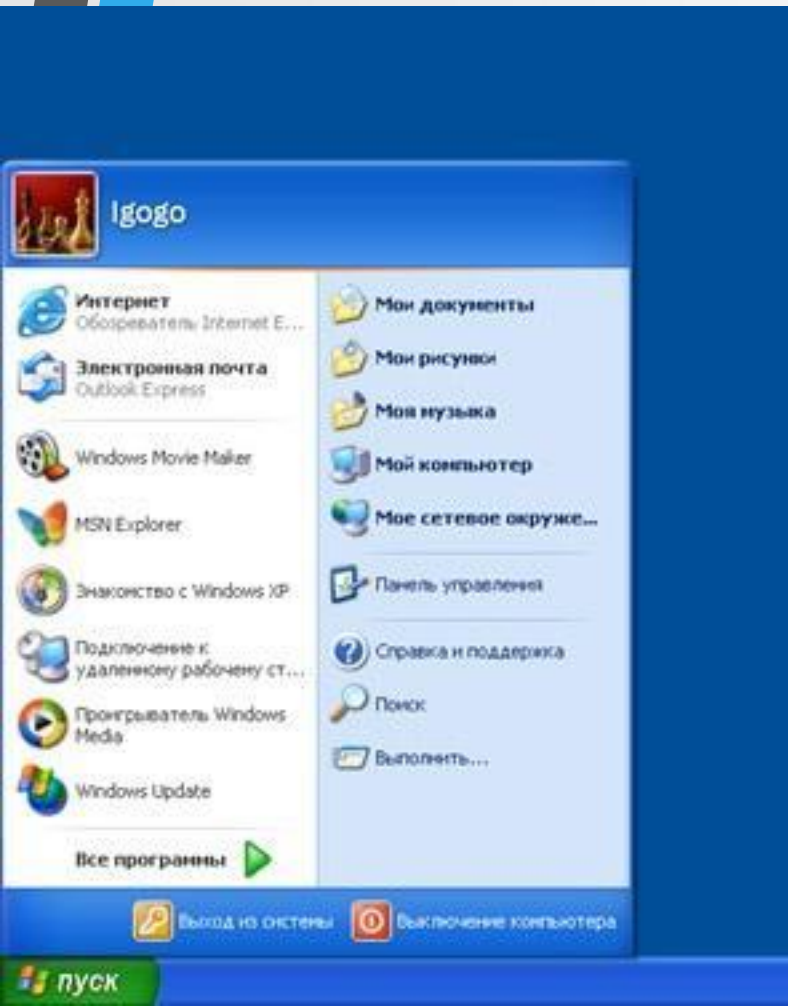 Igogo
Интернет
Обозреватель Internet E...
Электронная почта
Outlook Express
Windows Movie Maker
MSN Explorer
Знакомство с Windows XP
Подключение к
удаленному рабочему ст...
Проигрыватель Windows
Media
Windows Update
Все программы
Мои документы
Мои рисунки
Моя музыка
Мой компьютер
Мое сетевое окруже...
Панель управления
Справка и поддержка
Поиск
Выполнить...
Выход из системы
Выключение компьютера
пуск